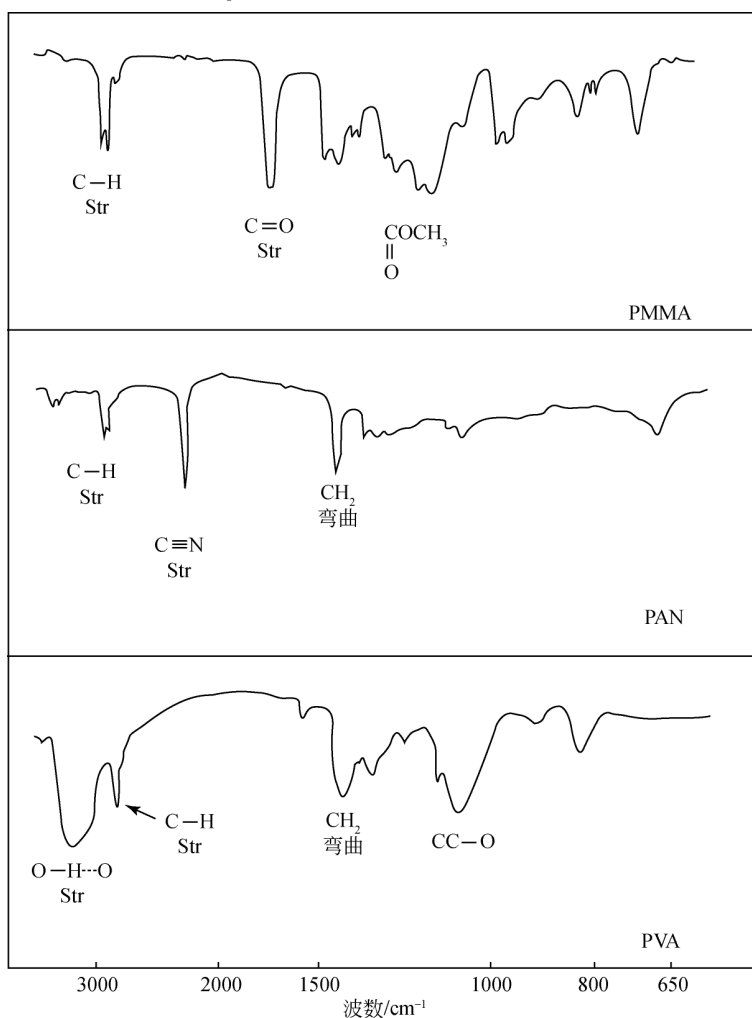 C—H
Str
C=O
Str
COCH₃
||
O
PMMA
C—H
Str
C≡N
Str
CH₂
弯曲
PAN
C—H
Str
CH₂
弯曲
CC—O
O—H---O
Str
PVA
3000 2000 1500 1000 800 650
波数/cm⁻¹